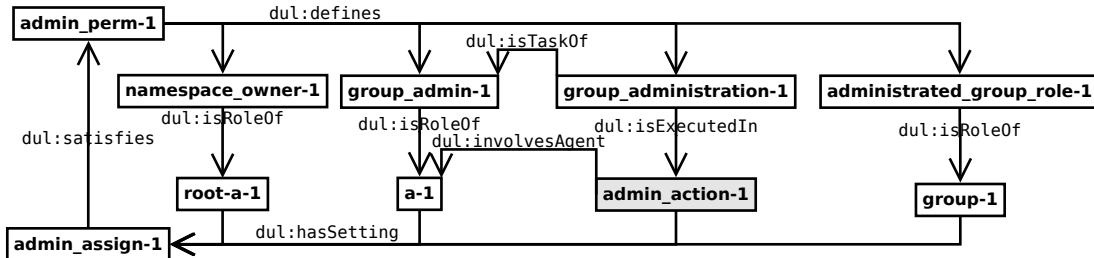 dul:defines
admin_perm-1
dul:isTaskOf
namespace_owner-1 group_admin-1 group_administration-1 administrated_group_role-1
dul:isRoleOf dul:isRoleOf dul:isExecutedIn dul:isRoleOf
dul:satisfies dul:involvesAgent
root-a-1 a-1 admin_action-1 group-1
dul:hasSetting
admin_assign-1